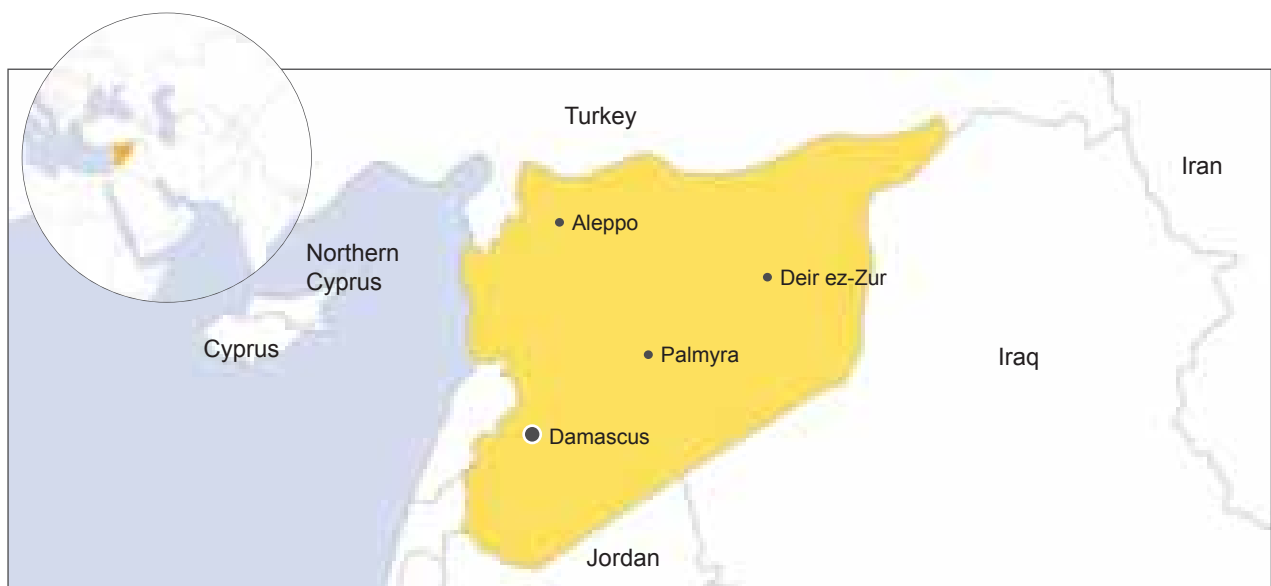 Turkey
Iran
Aleppo
Northern
Cyprus
Deir ez-Zur
Cyprus
Palmyra
Iraq
Damascus
Jordan